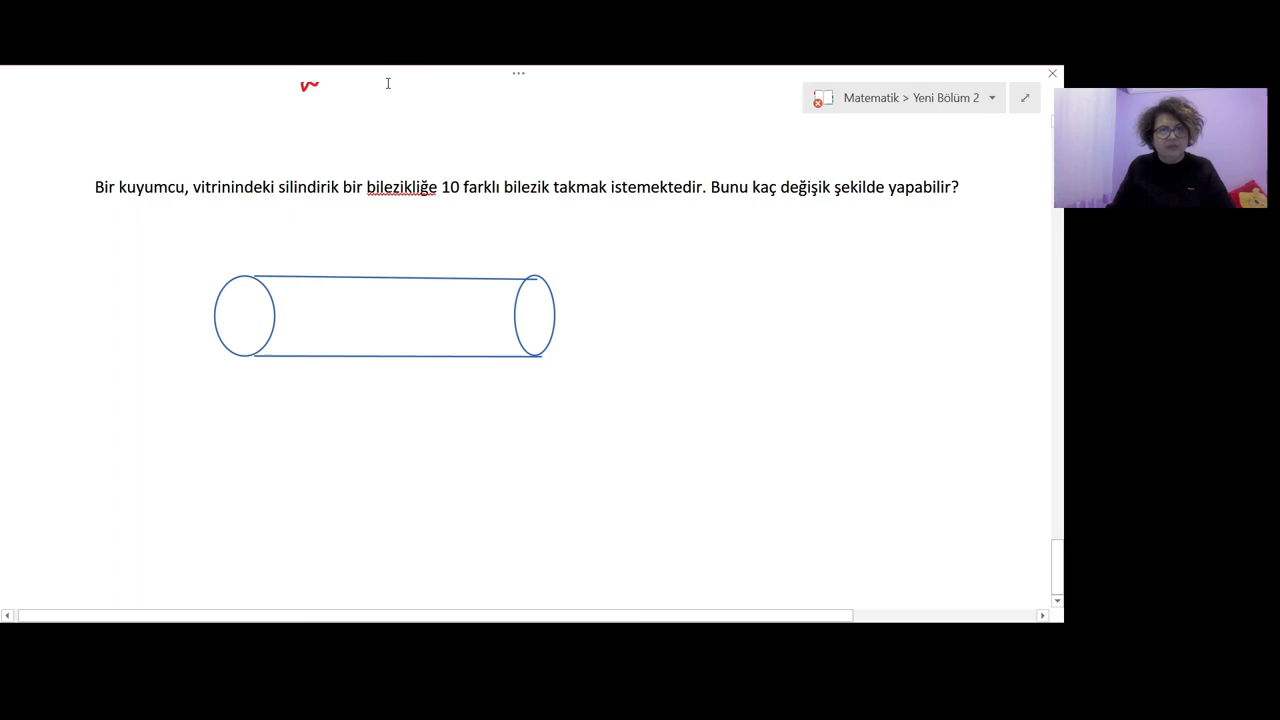 Matematik > Yeni Bölüm 2
Bir kuyumcu, vitrinindeki silindirik bir bilezikliğe 10 farklı bilezik takmak istemektedir. Bunu kaç değişik şekilde yapabilir?